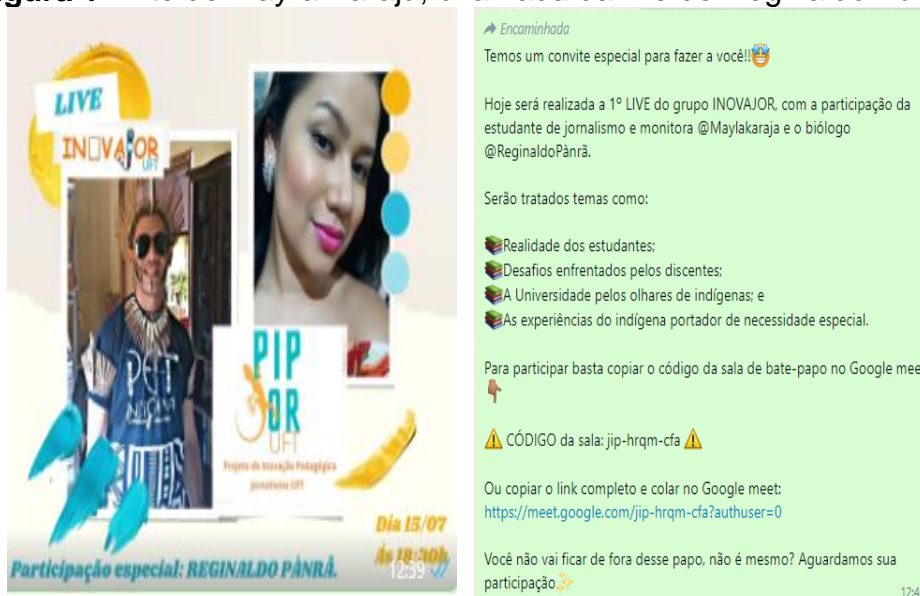 LIVE
INOVAJOR
UFT
PIP
JOR
UFT
Projeto de Inovação Pedagógica
Jornalismo UFT
Dia 15/07
Ás 18:30h
Participação especial: REGINALDO PÀNRÃ.
12:39
Encaminhada
Temos um convite especial para fazer a você!!🤩
Hoje será realizada a 1º LIVE do grupo INOVAJOR, com a participação da
estudante de jornalismo e monitora @Maylakaraja e o biólogo
@ReginaldoPànrã.
Serão tratados temas como:
📚Realidade dos estudantes;
📚Desafios enfrentados pelos discentes;
📚A Universidade pelos olhares de indígenas; e
📚As experiências do indígena portador de necessidade especial.
Para participar basta copiar o código da sala de bate-papo no Google mee
👇🏽
⚠️ CÓDIGO da sala: jip-hrqm-cfa ⚠️
Ou copiar o link completo e colar no Google meet:
https://meet.google.com/jip-hrqm-cfa?authuser=0
Você não vai ficar de fora desse papo, não é mesmo? Aguardamos sua
participação✨
12:4